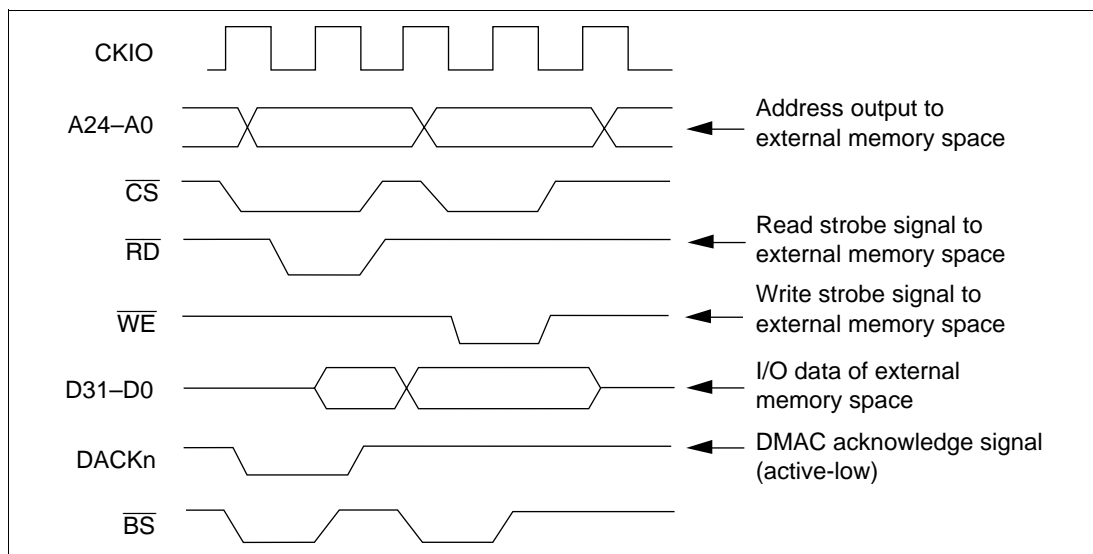 CKIO
A24–A0
Address output to
external memory space
CS
RD
Read strobe signal to
external memory space
WE
Write strobe signal to
external memory space
D31–D0
I/O data of external
memory space
DACKn
DMAC acknowledge signal
(active-low)
BS